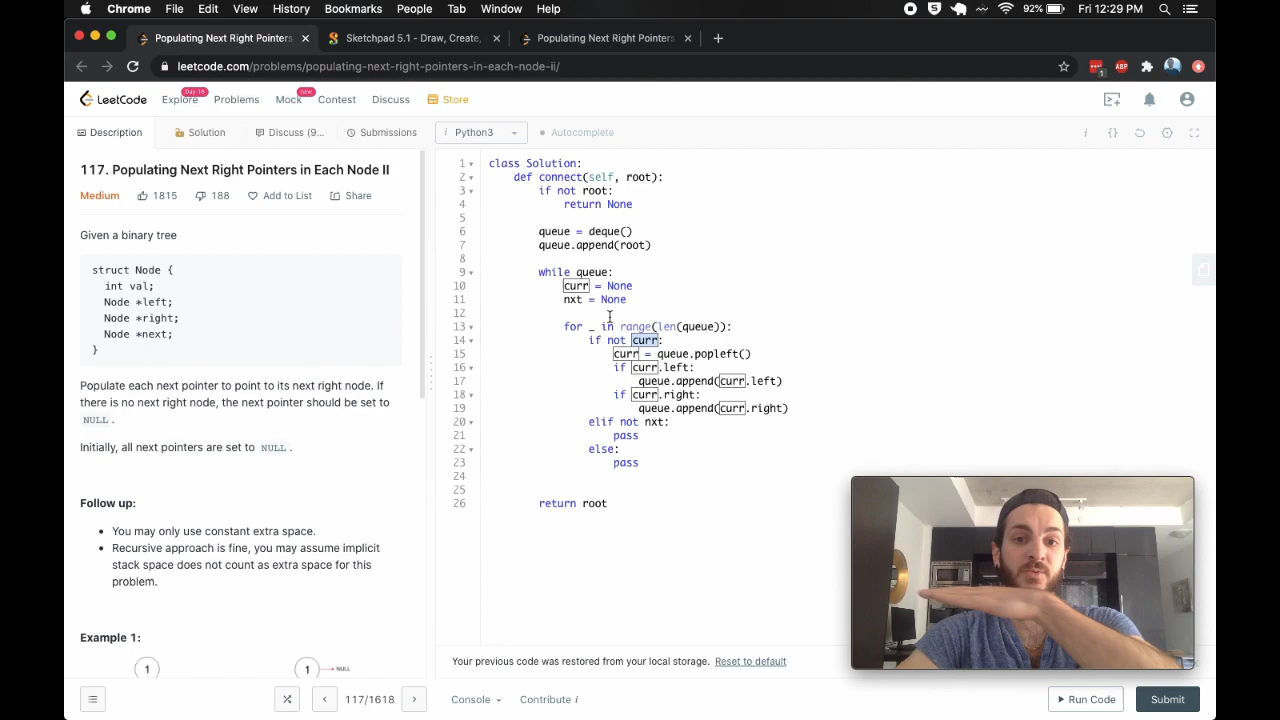 Chrome File Edit View History Bookmarks People Tab Window Help 92% Fri 12:29 PM
Populating Next Right Pointers Sketchpad 5.1 - Draw, Create, Populating Next Right Pointers
leetcode.com/problems/populating-next-right-pointers-in-each-node-ii/ 1 ABP
LeetCode Explore Day 16 Problems Mock new Contest Discuss Store
Description Solution Discuss (9... Submissions i Python3 Autocomplete i {}
117. Populating Next Right Pointers in Each Node II
Medium 1815 188 Add to List Share
Given a binary tree
struct Node {
int val;
Node *left;
Node *right;
Node *next;
}
Populate each next pointer to point to its next right node. If
there is no next right node, the next pointer should be set to
NULL .
Initially, all next pointers are set to NULL .
Follow up:
• You may only use constant extra space.
• Recursive approach is fine, you may assume implicit
stack space does not count as extra space for this
problem.
Example 1:
1 1 NULL
1 class Solution:
2 def connect(self, root):
3 if not root:
4 return None
5
6 queue = deque()
7 queue.append(root)
8
9 while queue:
10 curr = None
11 nxt = None
12
13 for _ in range(len(queue)):
14 if not curr:
15 curr = queue.popleft()
16 if curr.left:
17 queue.append(curr.left)
18 if curr.right:
19 queue.append(curr.right)
20 elif not nxt:
21 pass
22 else:
23 pass
24
25
26 return root
Your previous code was restored from your local storage. Reset to default
117/1618 Console Contribute i Run Code Submit